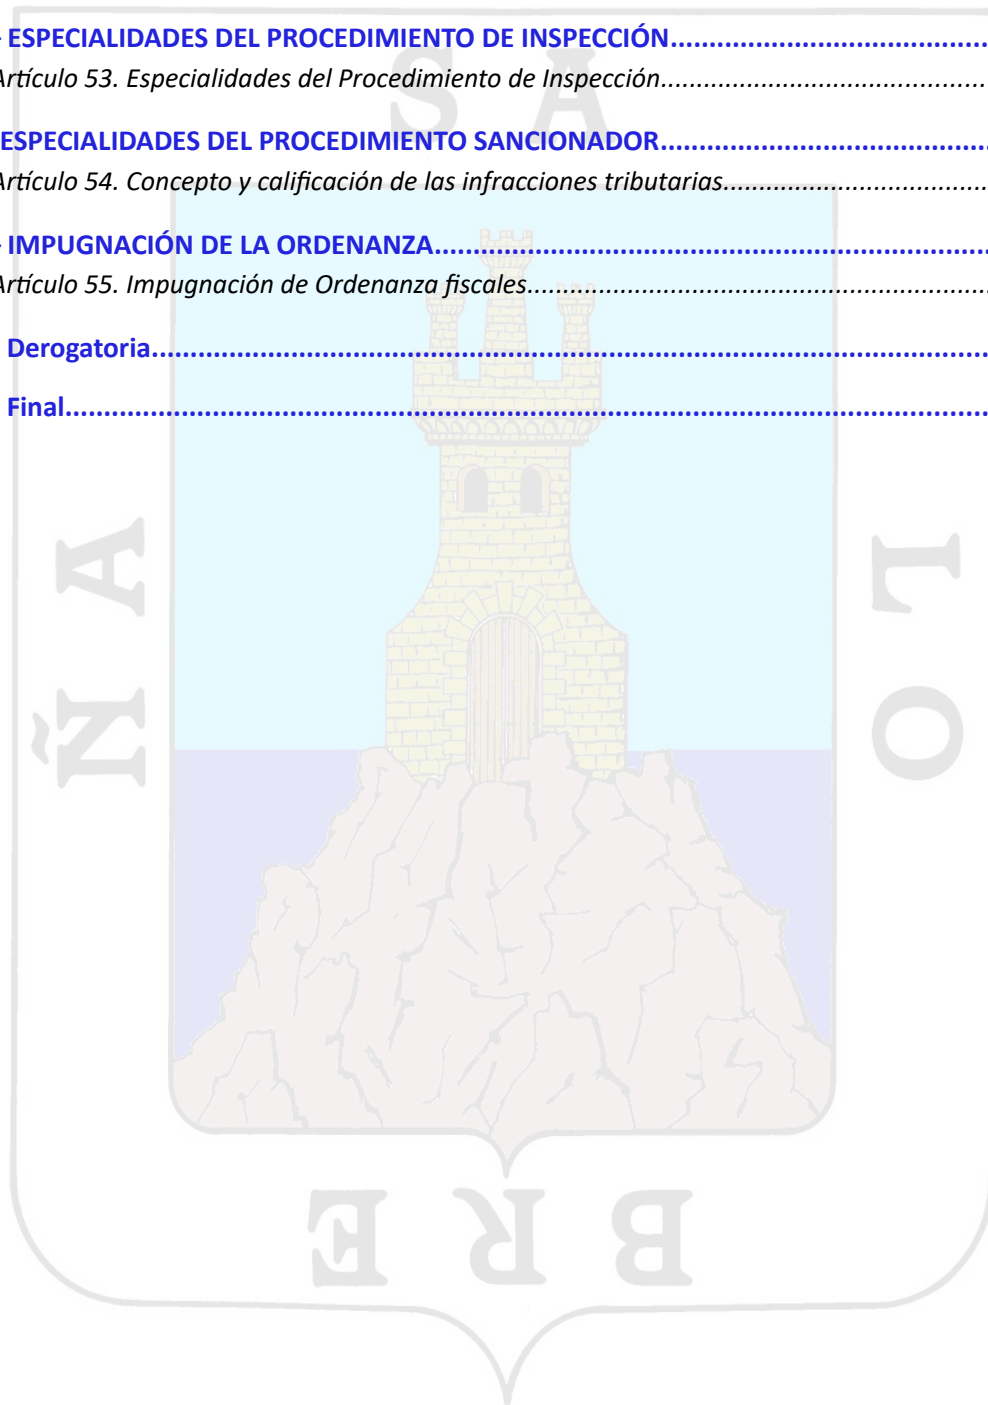 - ESPECIALIDADES DEL PROCEDIMIENTO DE INSPECCIÓN........................................
Artículo 53. Especialidades del Procedimiento de Inspección........................................
ESPECIALIDADES DEL PROCEDIMIENTO SANCIONADOR........................................
Artículo 54. Concepto y calificación de las infracciones tributarias........................................
- IMPUGNACIÓN DE LA ORDENANZA........................................
Artículo 55. Impugnación de Ordenanza fiscales........................................
Derogatoria........................................
Final........................................
S A
L O
B R E
Ñ A